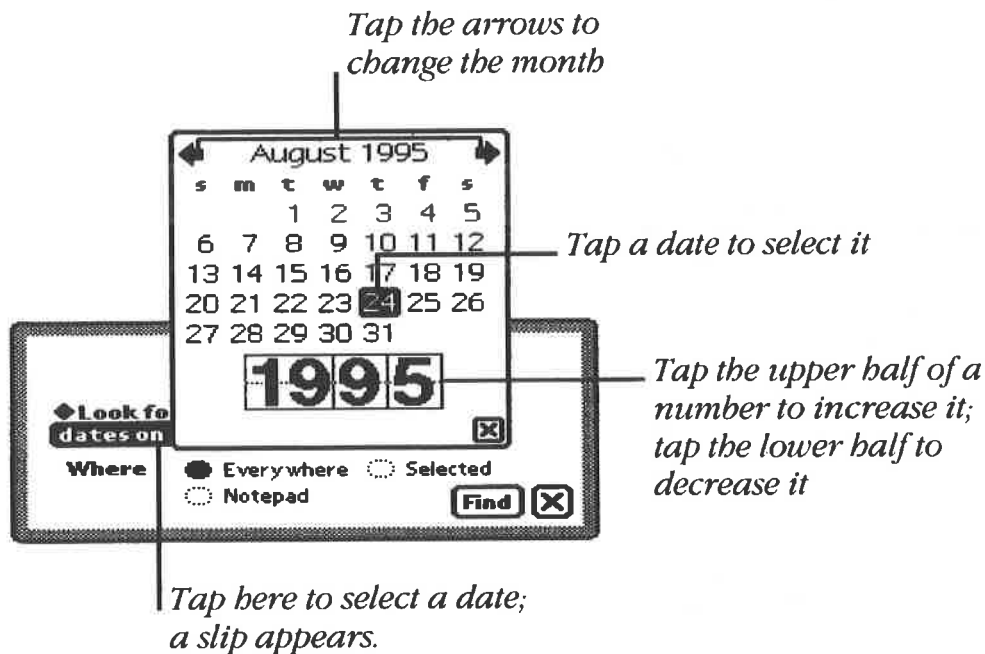 Tap the arrows to
change the month
August 1995
s m t w t f s
1 2 3 4 5
6 7 8 9 10 11 12
13 14 15 16 17 18 19
20 21 22 23 24 25 26
27 28 29 30 31
Tap a date to select it
1995
Tap the upper half of a
number to increase it;
tap the lower half to
decrease it
Look fo
dates on
Where Everywhere Selected
Notepad
Find
Tap here to select a date;
a slip appears.